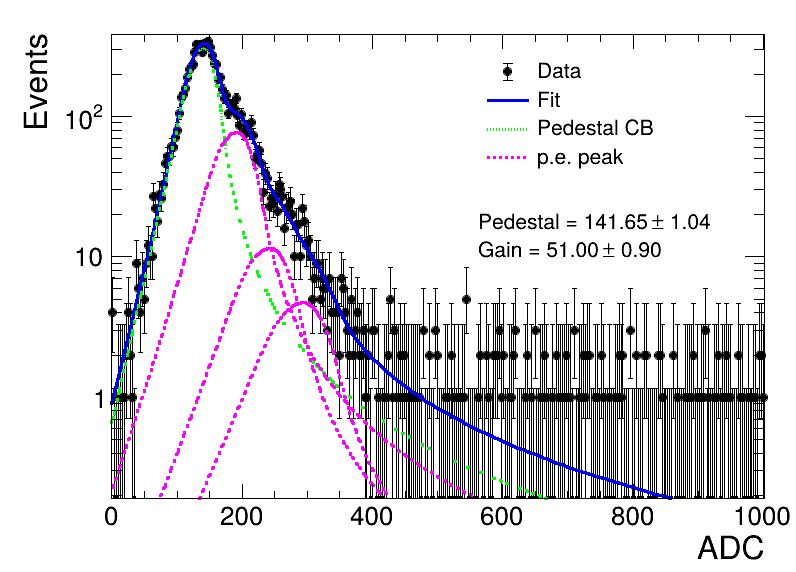 Events
10²
10
1
Data
Fit
Pedestal CB
p.e. peak
Pedestal = 141.65 ± 1.04
Gain = 51.00 ± 0.90
0 200 400 600 800 1000
ADC